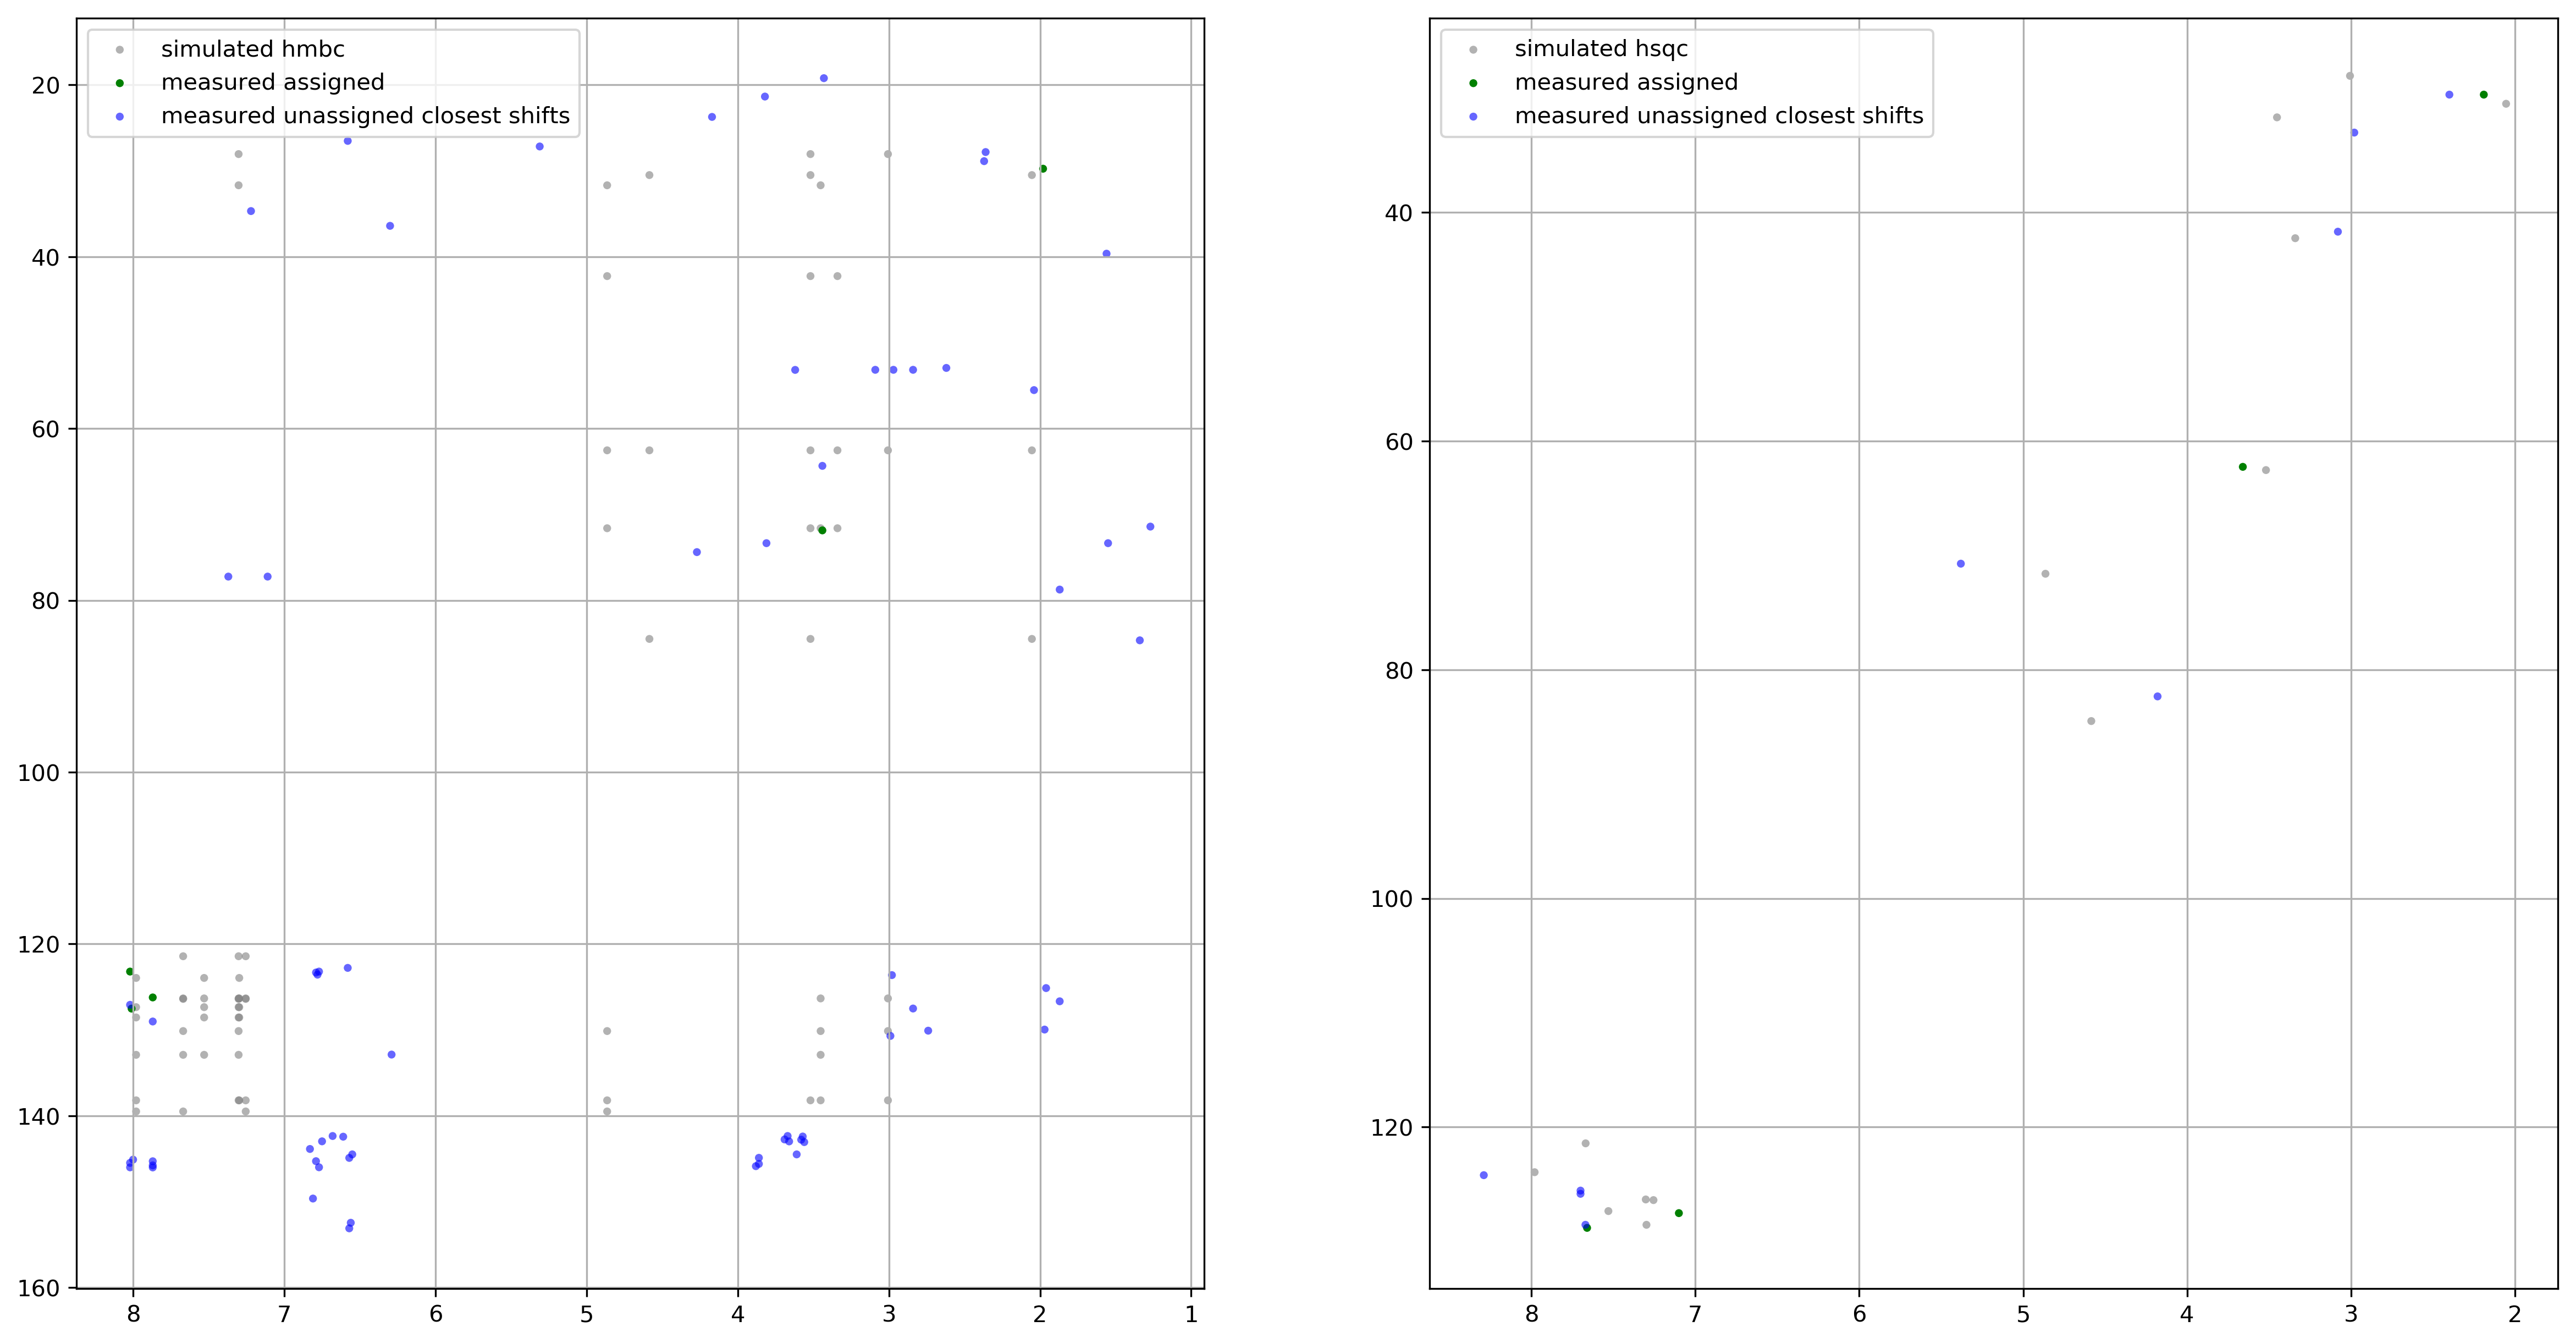 simulated hmbc
measured assigned
measured unassigned closest shifts
20
40
60
80
100
120
140
160
8 7 6 5 4 3 2 1
simulated hsqc
measured assigned
measured unassigned closest shifts
40
60
80
100
120
8 7 6 5 4 3 2